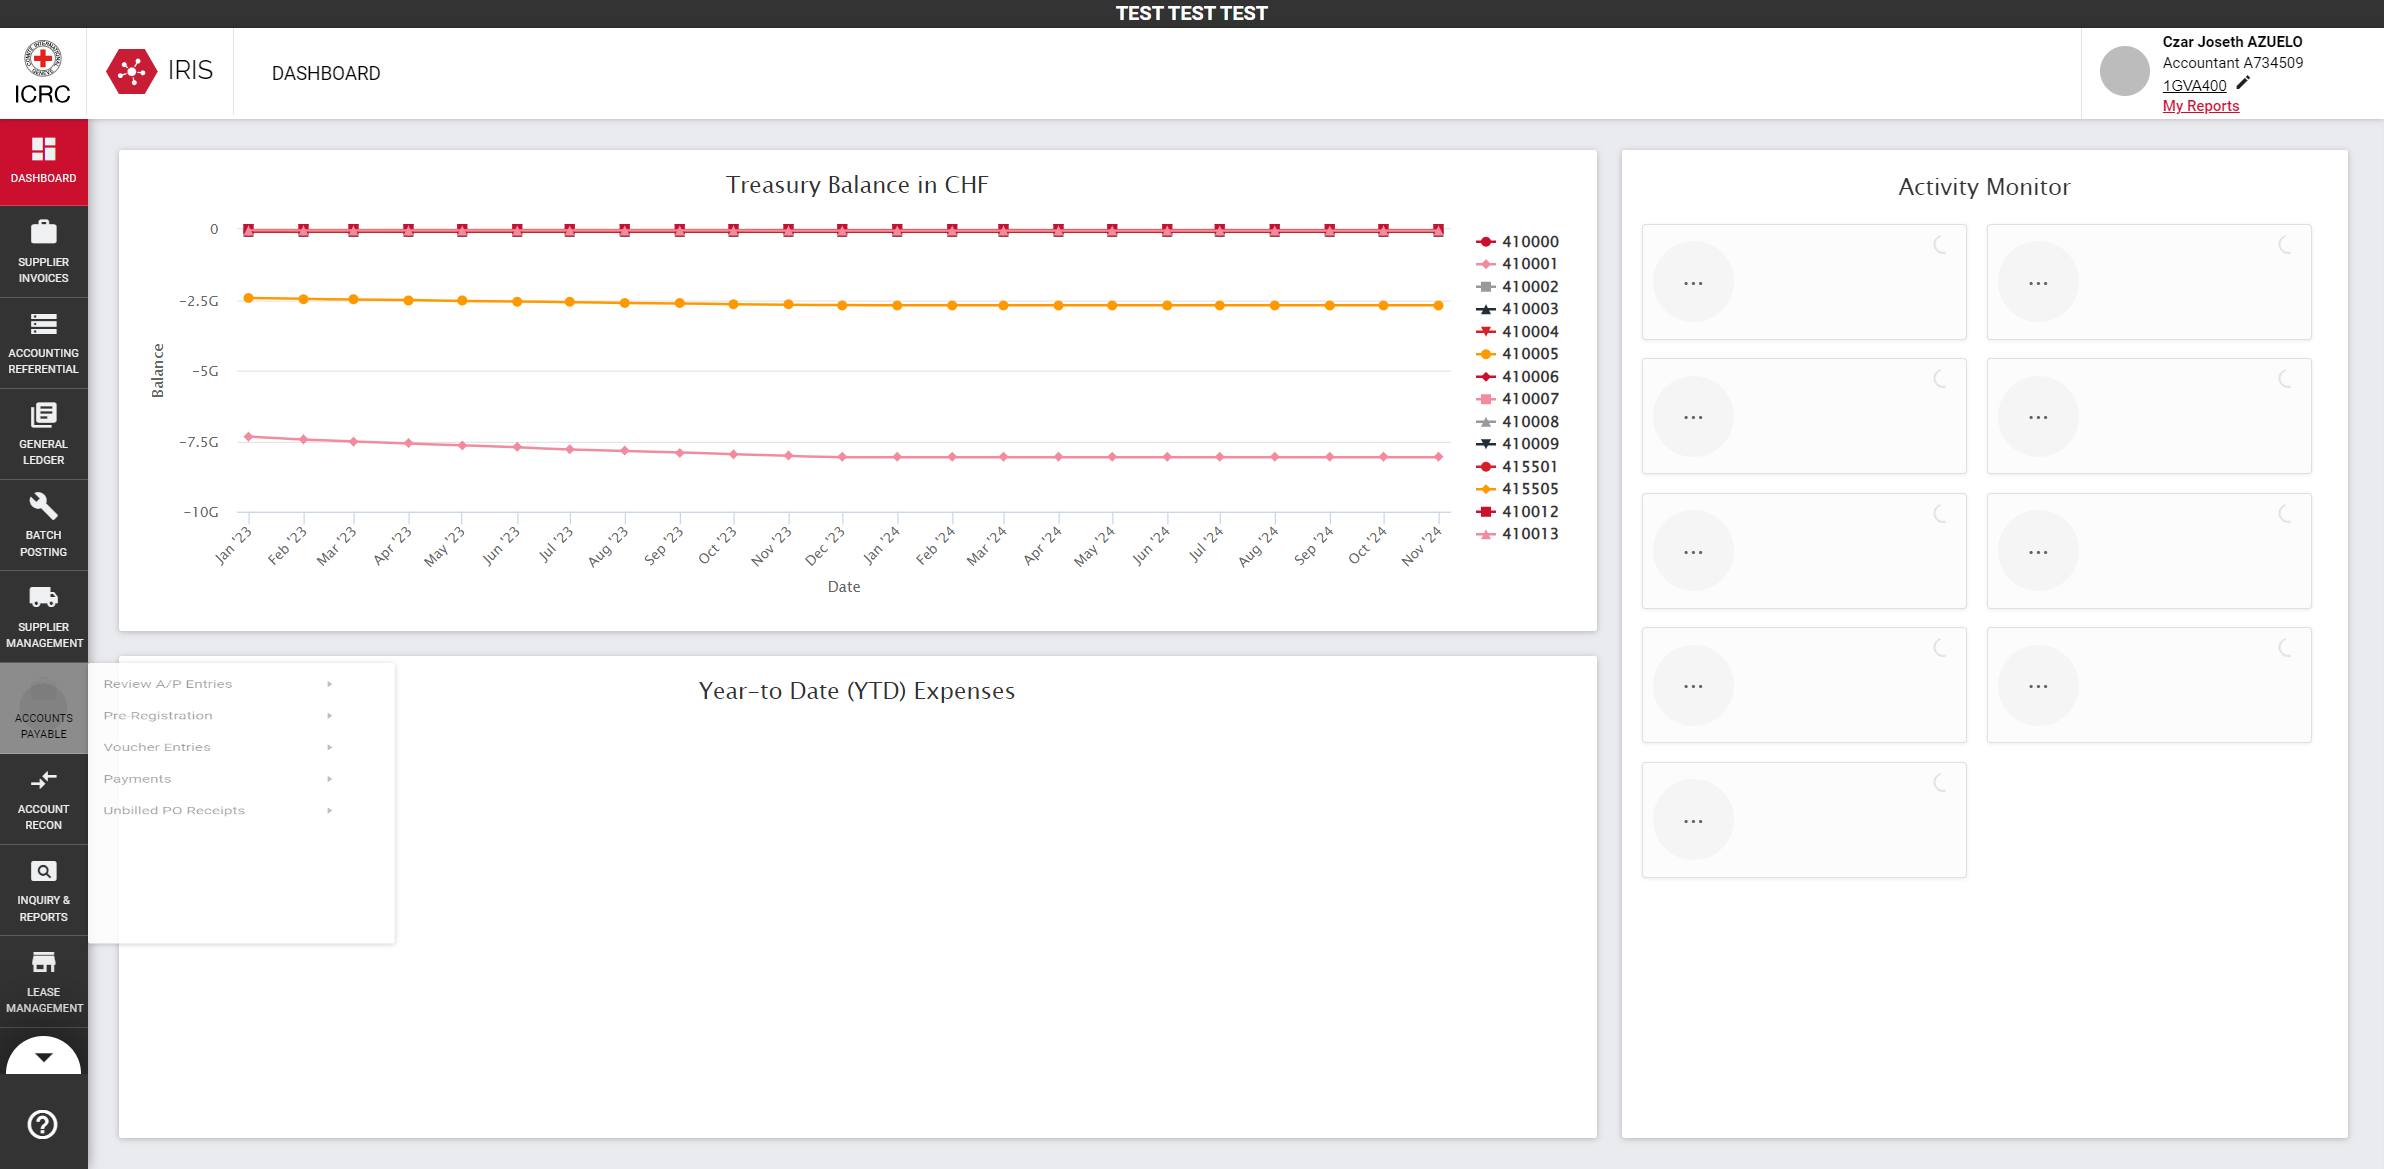 TEST TEST TEST
COMITE INTERNATIONAL GENEVE
ICRC
IRIS
DASHBOARD
Czar Joseth AZUELO
Accountant A734509
1GVA400
My Reports
DASHBOARD
SUPPLIER
INVOICES
ACCOUNTING
REFERENTIAL
GENERAL
LEDGER
BATCH
POSTING
SUPPLIER
MANAGEMENT
ACCOUNTS
PAYABLE
ACCOUNT
RECON
INQUIRY &
REPORTS
LEASE
MANAGEMENT
Review A/P Entries
Pre-Registration
Voucher Entries
Payments
Unbilled PO Receipts
Treasury Balance in CHF
Balance
0
−2.5G
−5G
−7.5G
−10G
Jan '23
Feb '23
Mar '23
Apr '23
May '23
Jun '23
Jul '23
Aug '23
Sep '23
Oct '23
Nov '23
Dec '23
Jan '24
Feb '24
Mar '24
Apr '24
May '24
Jun '24
Jul '24
Aug '24
Sep '24
Oct '24
Nov '24
Date
410000
410001
410002
410003
410004
410005
410006
410007
410008
410009
415501
415505
410012
410013
Year-to Date (YTD) Expenses
Activity Monitor
...
...
...
...
...
...
...
...
...